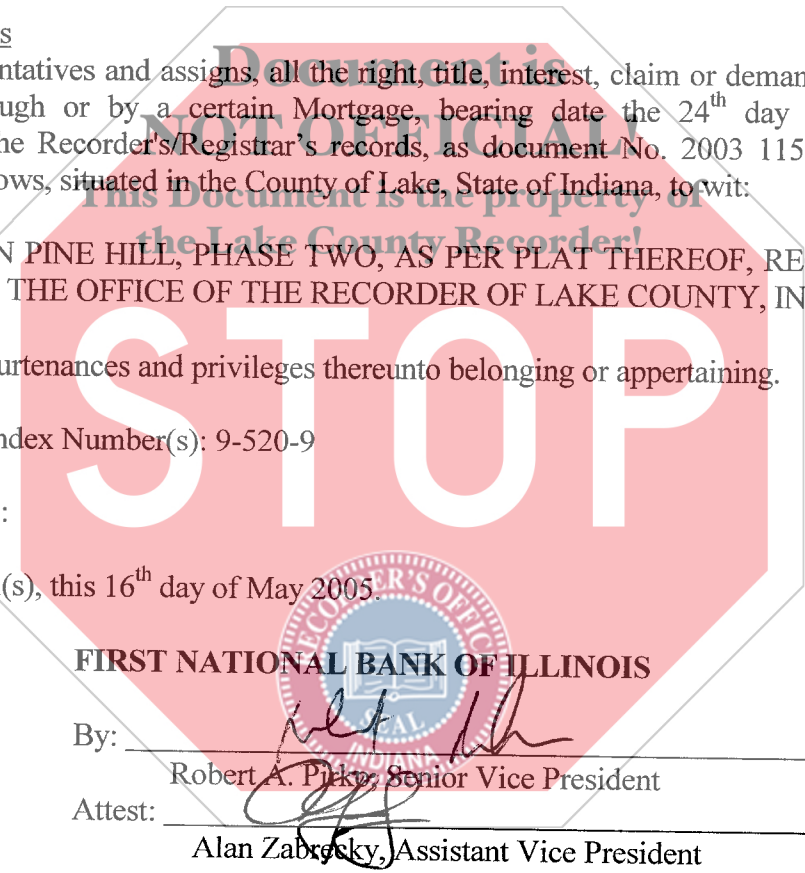 s
Document is
ntatives and assigns, all the right, title, interest, claim or deman
ugh or by a certain Mortgage, bearing date the 24th day
NOT OFFICIAL!
he Recorder's/Registrar's records, as document No. 2003 115
ows, situated in the County of Lake, State of Indiana, to wit:
This Document is the property of
the Lake County Recorder!
N PINE HILL, PHASE TWO, AS PER PLAT THEREOF, RE
THE OFFICE OF THE RECORDER OF LAKE COUNTY, IN
STOP
urtenances and privileges thereunto belonging or appertaining.
ndex Number(s): 9-520-9
:
(s), this 16th day of May 2005.
RECORDER'S OFFICE
SEAL
INDIANA
FIRST NATIONAL BANK OF ILLINOIS
By:
Robert A. Pirko, Senior Vice President
Attest:
Alan Zabrecky, Assistant Vice President